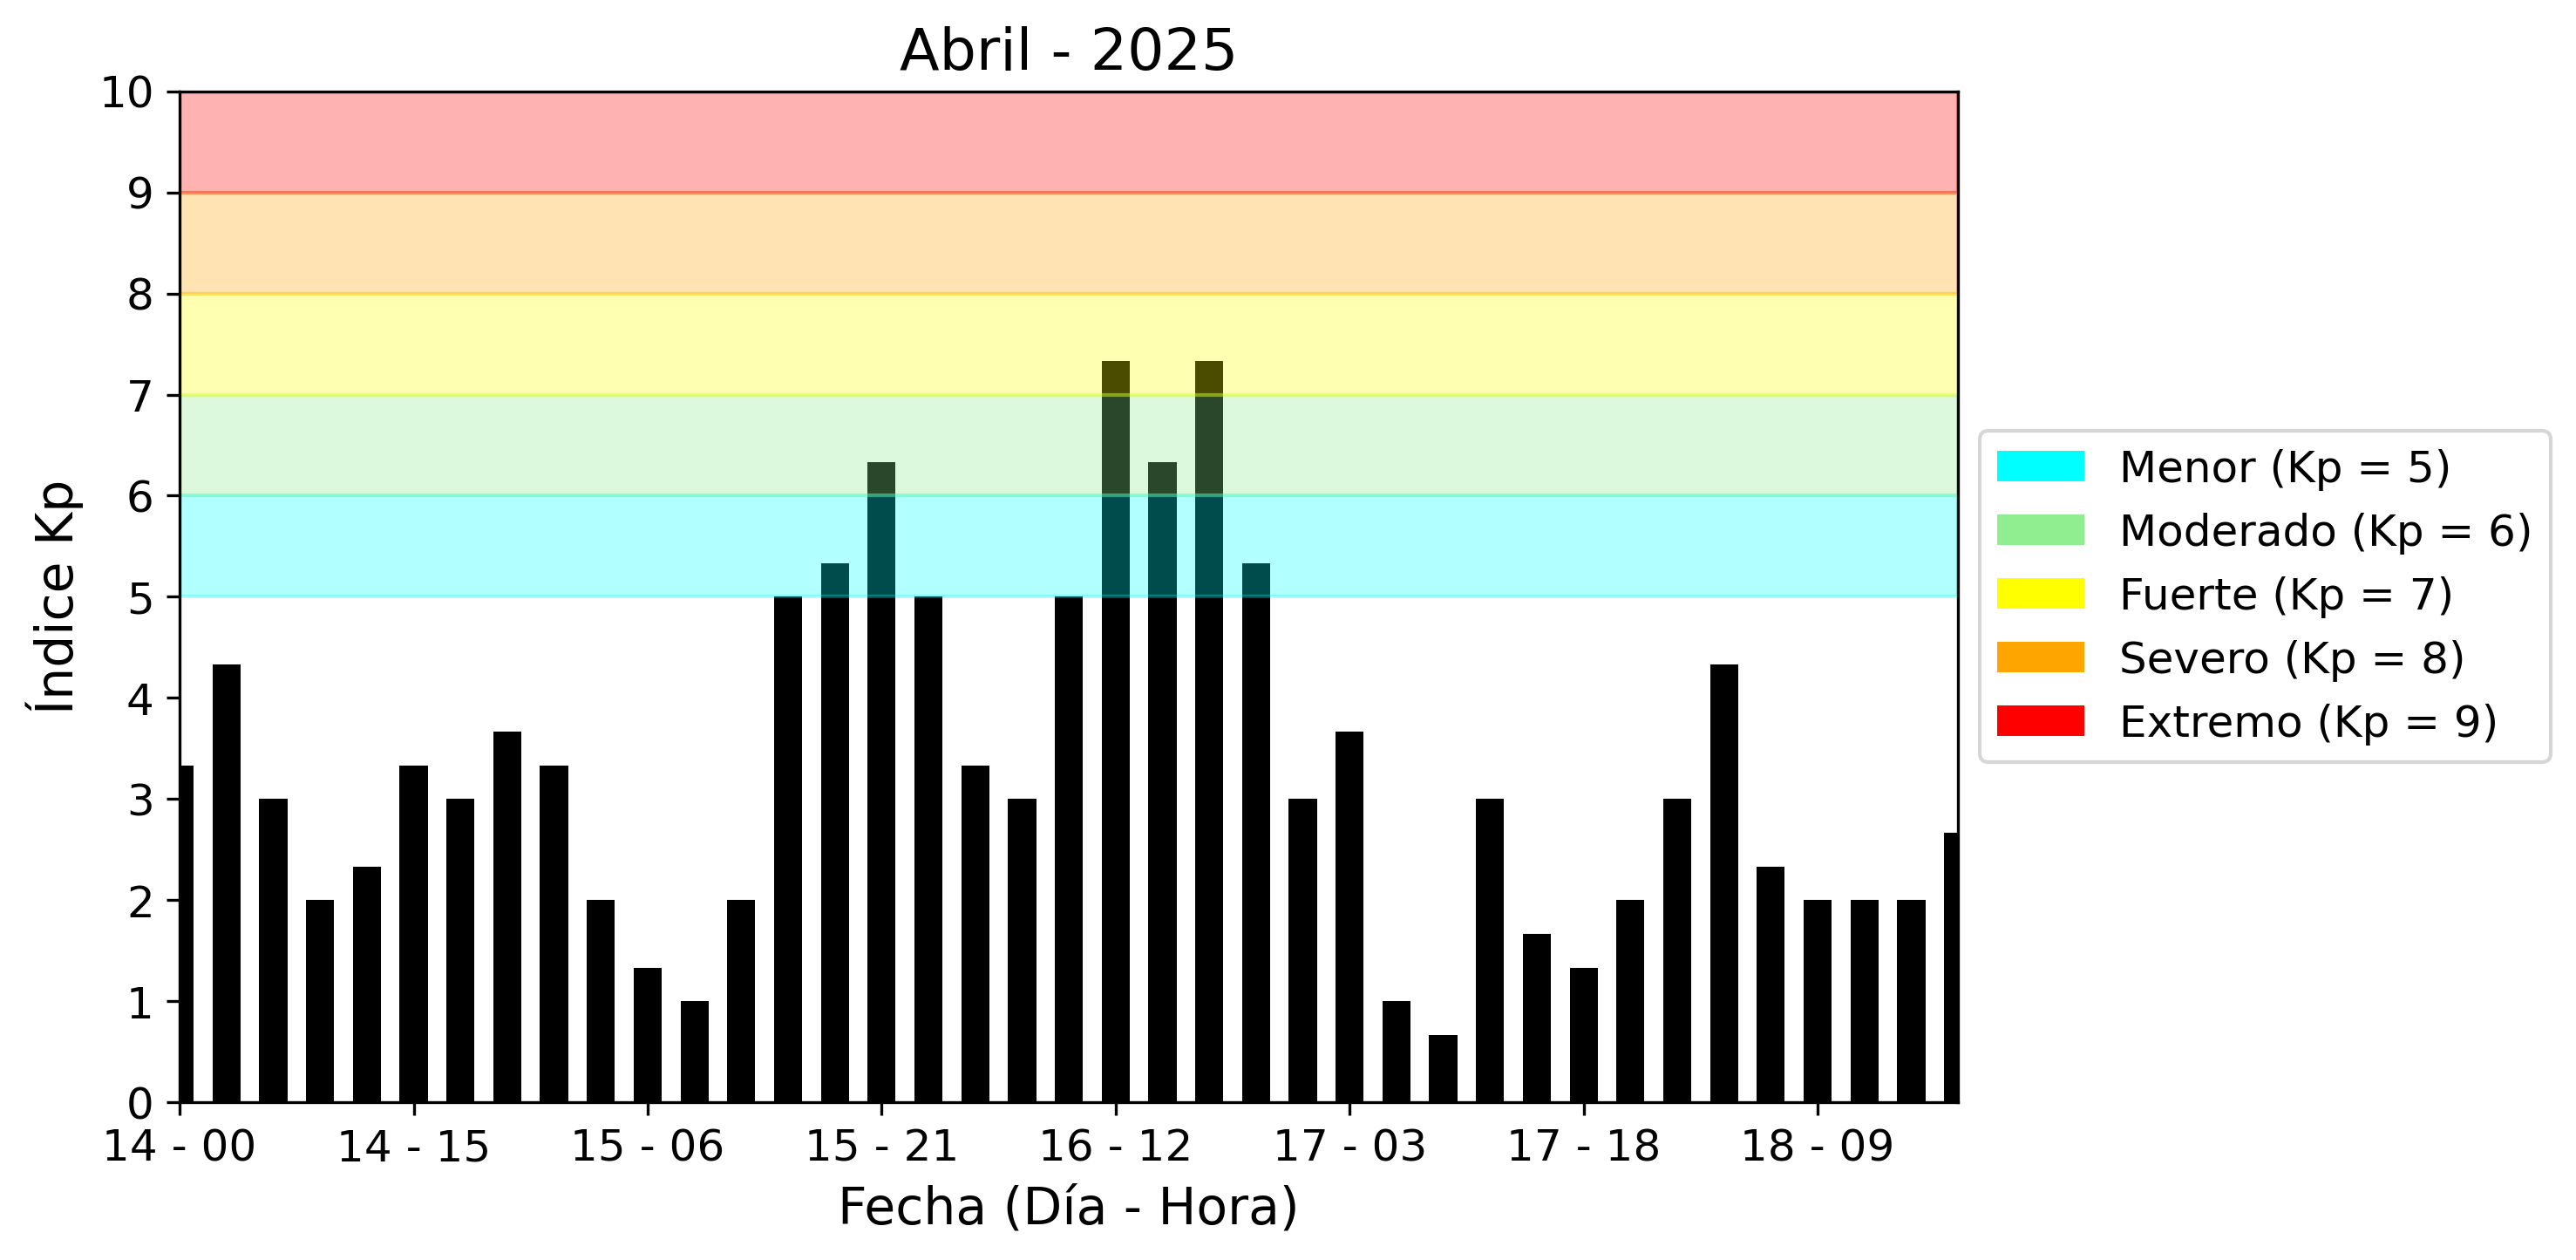 Abril - 2025
Índice Kp
10
9
8
7
6
5
4
3
2
1
0
14 - 00 14 - 15 15 - 06 15 - 21 16 - 12 17 - 03 17 - 18 18 - 09
Fecha (Día - Hora)
Menor (Kp = 5)
Moderado (Kp = 6)
Fuerte (Kp = 7)
Severo (Kp = 8)
Extremo (Kp = 9)